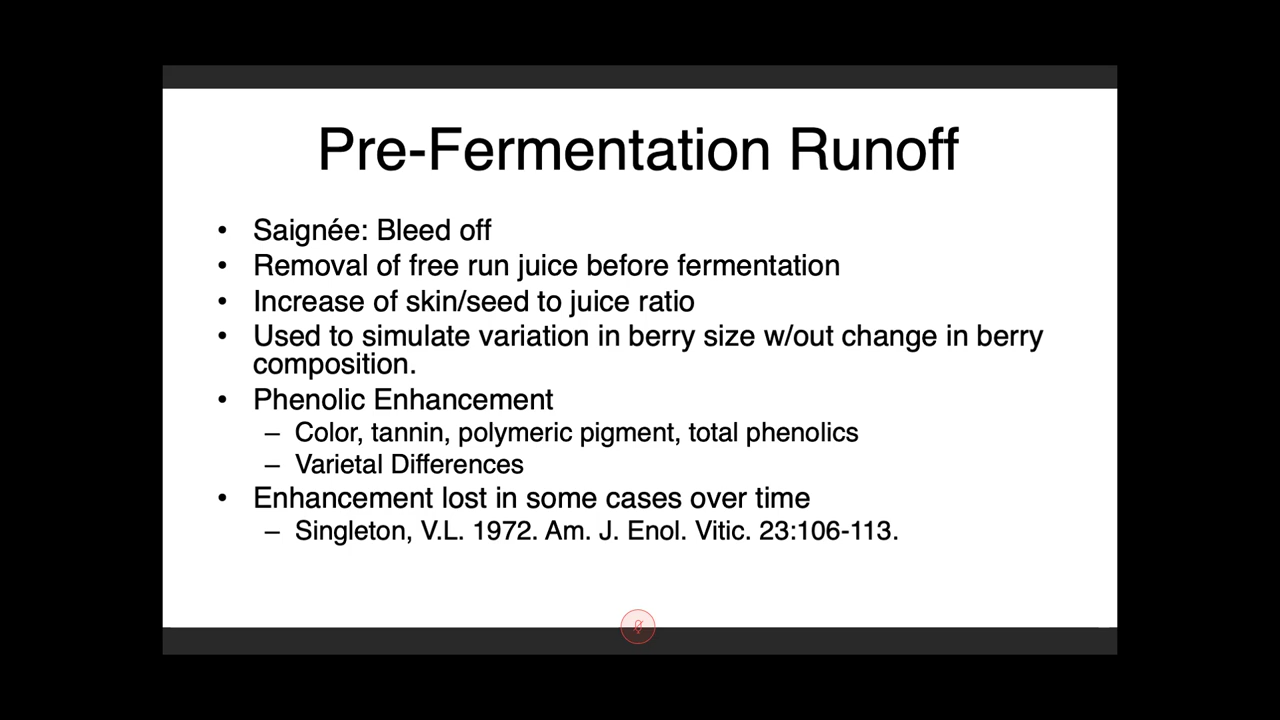 Pre-Fermentation Runoff
• Saignée: Bleed off
• Removal of free run juice before fermentation
• Increase of skin/seed to juice ratio
• Used to simulate variation in berry size w/out change in berry
composition.
• Phenolic Enhancement
– Color, tannin, polymeric pigment, total phenolics
– Varietal Differences
• Enhancement lost in some cases over time
– Singleton, V.L. 1972. Am. J. Enol. Vitic. 23:106-113.